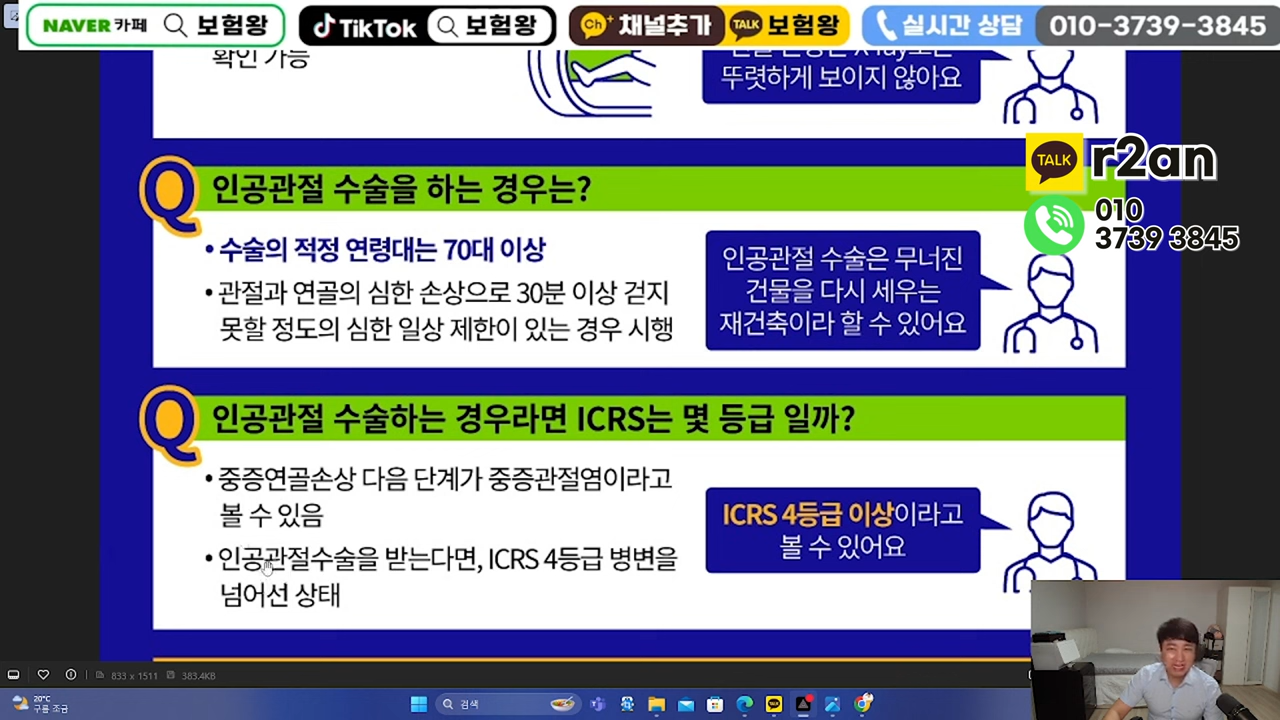 NAVER 카페 보험왕
TikTok 보험왕
Ch+ 채널추가 TALK 보험왕
실시간 상담 010-3739-3845
확인 가능
뚜렷하게 보이지 않아요
TALK r2an
010
3739 3845
Q 인공관절 수술을 하는 경우는?
• 수술의 적정 연령대는 70대 이상
• 관절과 연골의 심한 손상으로 30분 이상 걷지
못할 정도의 심한 일상 제한이 있는 경우 시행
인공관절 수술은 무너진
건물을 다시 세우는
재건축이라 할 수 있어요
Q 인공관절 수술하는 경우라면 ICRS는 몇 등급 일까?
• 중증연골손상 다음 단계가 중증관절염이라고
볼 수 있음
• 인공관절수술을 받는다면, ICRS 4등급 병변을
넘어선 상태
ICRS 4등급 이상이라고
볼 수 있어요
833 x 1511 383.4KB
20°C
구름 조금
검색